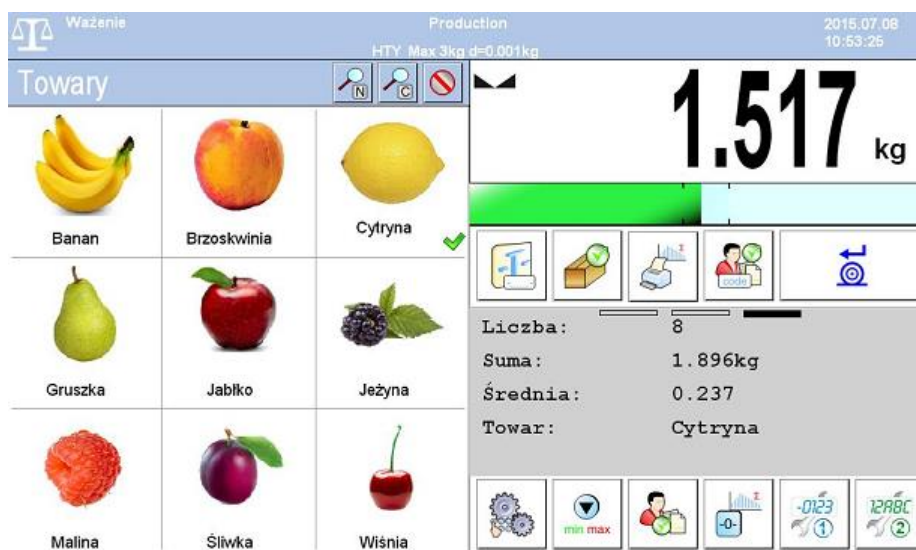 Ważenie
Production
2015.07.08
HTY Max 3kg d=0.001kg
10:53:25
Towary
N
C
1.517 kg
Banan
Brzoskwinia
Cytryna
code
Liczba: 8
Suma: 1.896kg
Średnia: 0.237
Towar: Cytryna
Gruszka
Jabłko
Jeżyna
Malina
Śliwka
Wiśnia
min max
Σ
-0-
-0123
1
12ABC
2